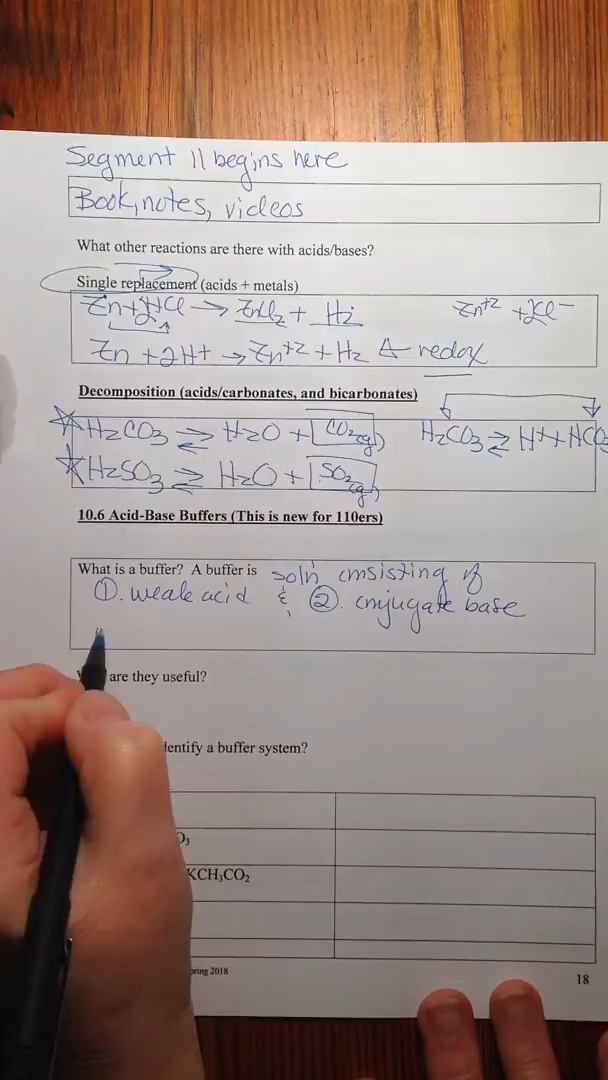 Segment 11 begins here
Book, notes, videos
What other reactions are there with acids/bases?
Single replacement (acids + metals)
Zn + 2HCl → ZnCl₂ + H₂ Zn⁺² + 2Cl⁻
Zn + 2H⁺ → Zn⁺² + H₂ redox
Decomposition (acids/carbonates, and bicarbonates)
H₂CO₃ ⇌ H₂O + CO₂(g) H₂CO₃ ⇌ H⁺ + HCO₃
H₂SO₃ ⇌ H₂O + SO₂(g)
10.6 Acid-Base Buffers (This is new for 110ers)
What is a buffer? A buffer is soln consisting of
①. weak acid & ②. conjugate base
are they useful?
identify a buffer system?
O₃
KCH₃CO₂
pring 2018
18